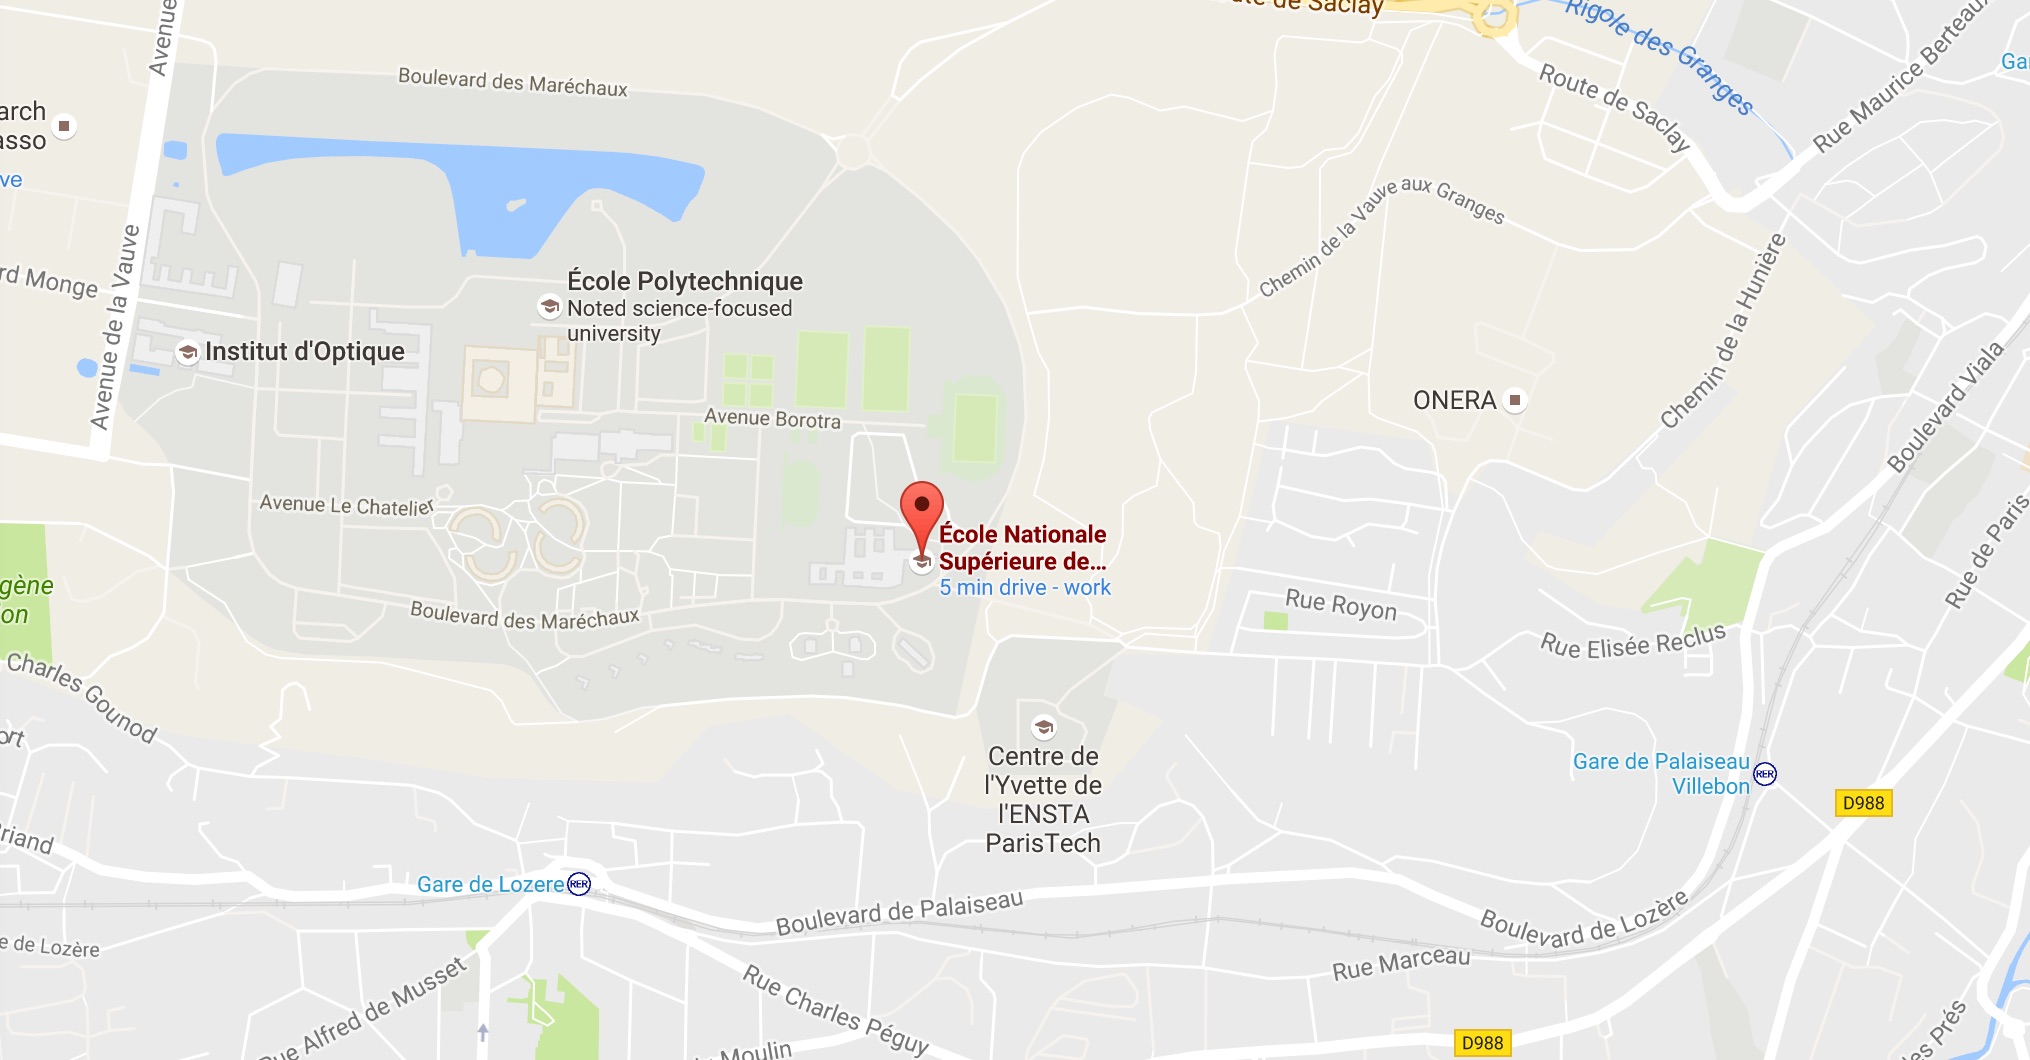 Route de Saclay
Rigole des Granges
Avenue
Boulevard des Maréchaux
Route de Saclay
Rue Maurice Berteaux
Ga
arch
asso
ve
Chemin de la Vauve aux Granges
Avenue de la Vauve
rd Monge
École Polytechnique
Noted science-focused
university
Institut d'Optique
Chemin de la Hunière
ONERA
Boulevard Viala
Avenue Borotra
Avenue Le Chatelier
École Nationale
Supérieure de...
5 min drive - work
Rue de Paris
gène
on
Boulevard des Maréchaux
Rue Royon
Rue Elisée Reclus
Charles Gounod
ort
Centre de
l'Yvette de
l'ENSTA
ParisTech
Gare de Palaiseau
Villebon
RER
D988
riand
Gare de Lozere
RER
Boulevard de Palaiseau
Boulevard de Lozère
e de Lozère
Rue Marceau
Rue Alfred de Musset
Rue Charles Péguy
Moulin
D988
les Prés